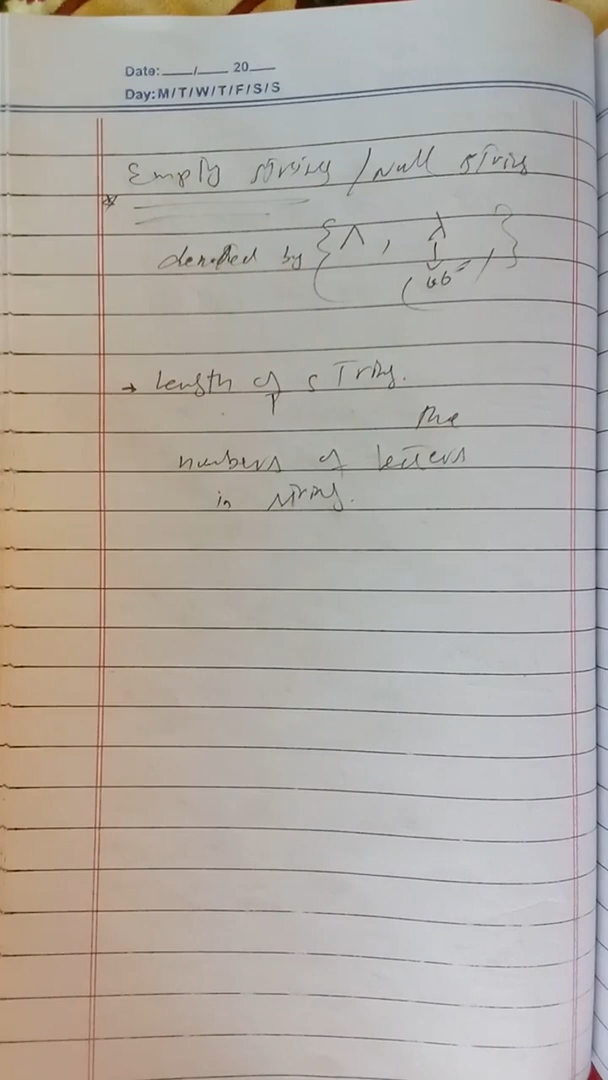 Date: ___/___ 20___
Day: M/T/W/T/F/S/S
Empty string / Null string
denoted by { Λ, λ }
→ Length of string.
The
numbers of letters
in string.